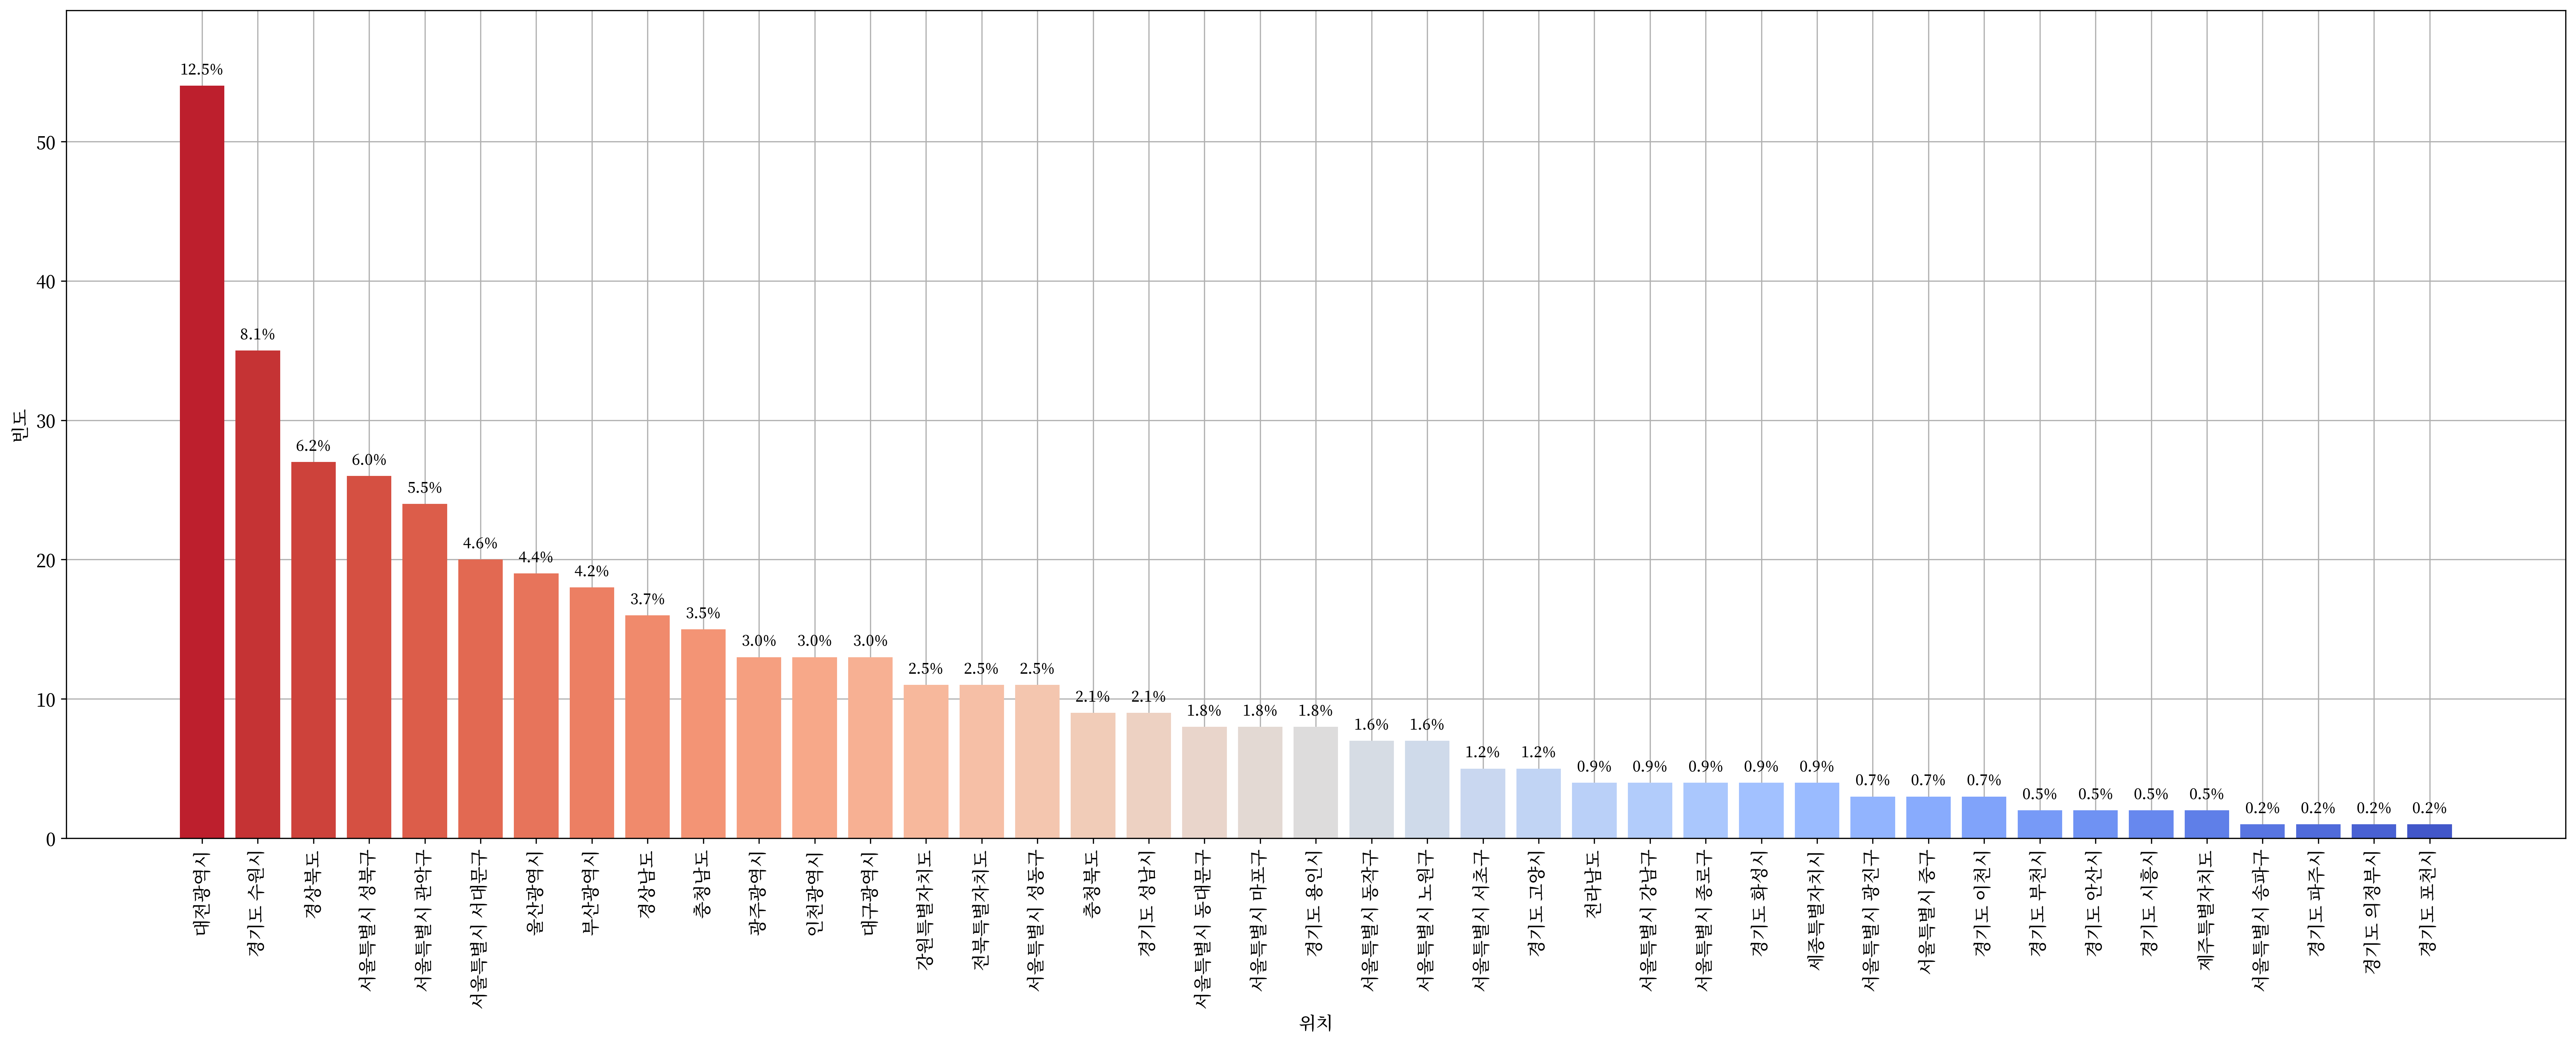 12.5%
8.1%
6.2%
6.0%
5.5%
4.6%
4.4%
4.2%
3.7%
3.5%
3.0%
3.0%
3.0%
2.5%
2.5%
2.5%
2.1%
2.1%
1.8%
1.8%
1.8%
1.6%
1.6%
1.2%
1.2%
0.9%
0.9%
0.9%
0.9%
0.9%
0.7%
0.7%
0.7%
0.5%
0.5%
0.5%
0.5%
0.2%
0.2%
0.2%
0.2%
50
40
30
20
10
0
빈도
대전광역시
경기도 수원시
경상북도
서울특별시 성북구
서울특별시 관악구
서울특별시 서대문구
울산광역시
부산광역시
경상남도
충청남도
광주광역시
인천광역시
대구광역시
강원특별자치도
전북특별자치도
서울특별시 성동구
충청북도
경기도 성남시
서울특별시 동대문구
서울특별시 마포구
경기도 용인시
서울특별시 동작구
서울특별시 노원구
서울특별시 서초구
경기도 고양시
전라남도
서울특별시 강남구
서울특별시 종로구
경기도 화성시
세종특별자치시
서울특별시 광진구
서울특별시 중구
경기도 이천시
경기도 부천시
경기도 안산시
경기도 시흥시
제주특별자치도
서울특별시 송파구
경기도 파주시
경기도 의정부시
경기도 포천시
위치